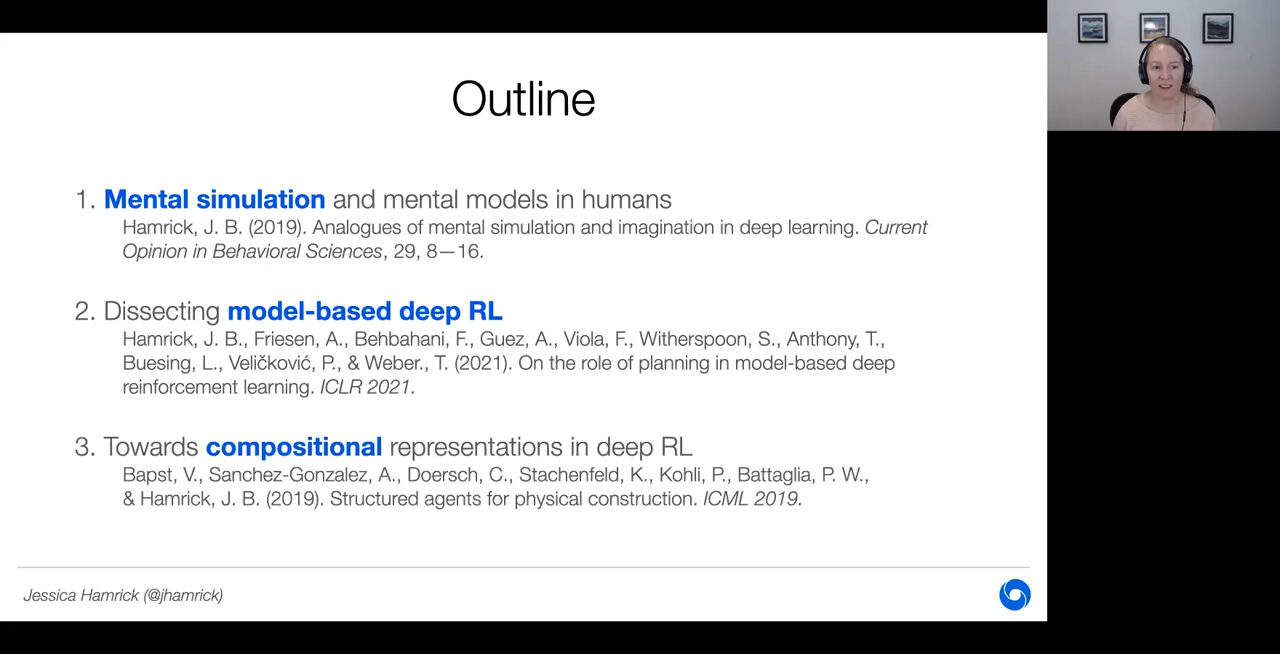 Outline
1. Mental simulation and mental models in humans
Hamrick, J. B. (2019). Analogues of mental simulation and imagination in deep learning. Current
Opinion in Behavioral Sciences, 29, 8—16.
2. Dissecting model-based deep RL
Hamrick, J. B., Friesen, A., Behbahani, F., Guez, A., Viola, F., Witherspoon, S., Anthony, T.,
Buesing, L., Veličković, P., & Weber., T. (2021). On the role of planning in model-based deep
reinforcement learning. ICLR 2021.
3. Towards compositional representations in deep RL
Bapst, V., Sanchez-Gonzalez, A., Doersch, C., Stachenfeld, K., Kohli, P., Battaglia, P. W.,
& Hamrick, J. B. (2019). Structured agents for physical construction. ICML 2019.
Jessica Hamrick (@jhamrick)